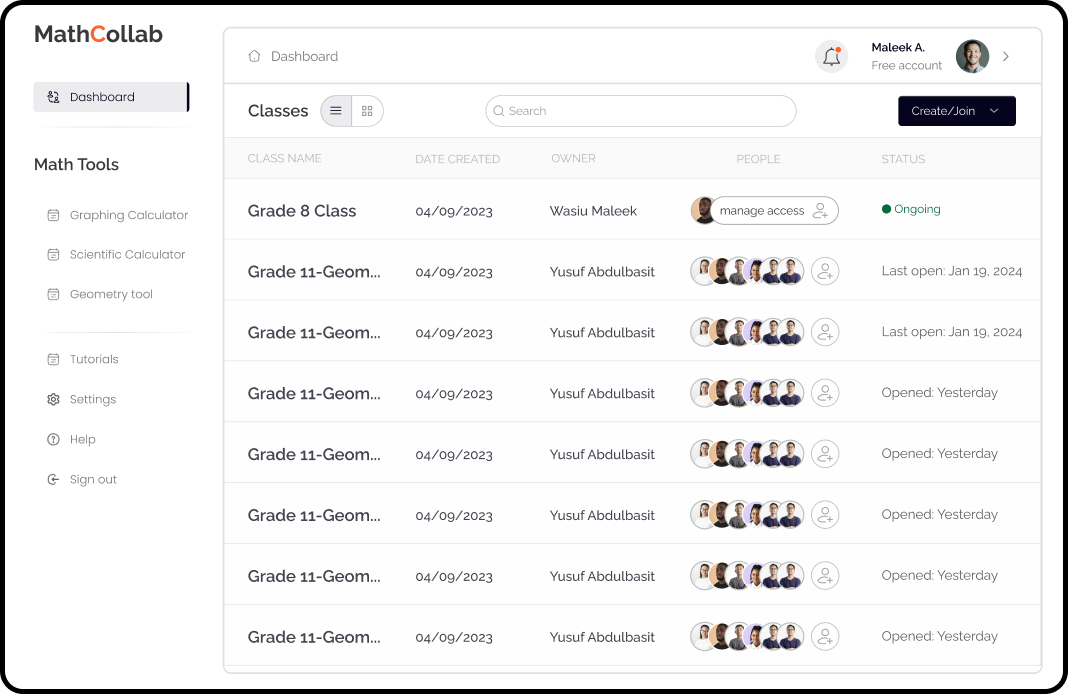 MathCollab
Dashboard
Math Tools
Graphing Calculator
Scientific Calculator
Geometry tool
Tutorials
Settings
Help
Sign out
Dashboard
Maleek A.
Free account
Classes
Search
Create/Join
CLASS NAME DATE CREATED OWNER PEOPLE STATUS
Grade 8 Class 04/09/2023 Wasiu Maleek manage access Ongoing
Grade 11-Geom... 04/09/2023 Yusuf Abdulbasit Last open: Jan 19, 2024
Grade 11-Geom... 04/09/2023 Yusuf Abdulbasit Last open: Jan 19, 2024
Grade 11-Geom... 04/09/2023 Yusuf Abdulbasit Opened: Yesterday
Grade 11-Geom... 04/09/2023 Yusuf Abdulbasit Opened: Yesterday
Grade 11-Geom... 04/09/2023 Yusuf Abdulbasit Opened: Yesterday
Grade 11-Geom... 04/09/2023 Yusuf Abdulbasit Opened: Yesterday
Grade 11-Geom... 04/09/2023 Yusuf Abdulbasit Opened: Yesterday